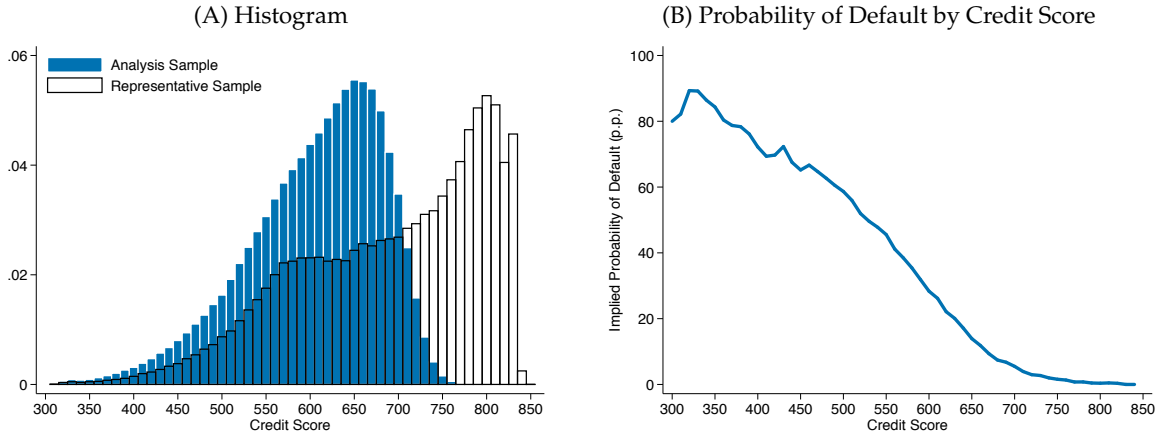 (A) Histogram
.06
.04
.02
0
Analysis Sample
Representative Sample
300 350 400 450 500 550 600 650 700 750 800 850
Credit Score
(B) Probability of Default by Credit Score
Implied Probability of Default (p.p.)
100
80
60
40
20
0
300 350 400 450 500 550 600 650 700 750 800 850
Credit Score